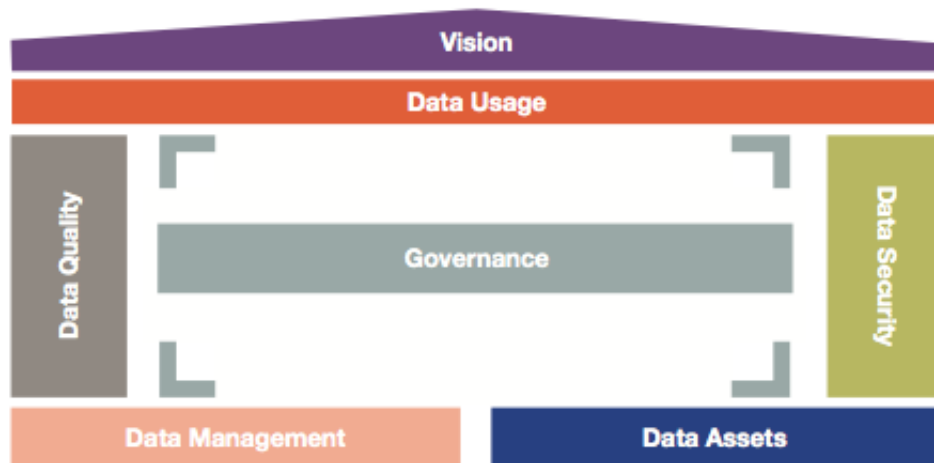 Vision
Data Usage
Data Quality
Governance
Data Security
Data Management
Data Assets